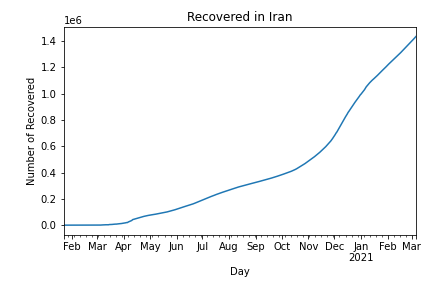 Recovered in Iran
1e6
Number of Recovered
1.4
1.2
1.0
0.8
0.6
0.4
0.2
0.0
Feb Mar Apr May Jun Jul Aug Sep Oct Nov Dec Jan Feb Mar
2021
Day